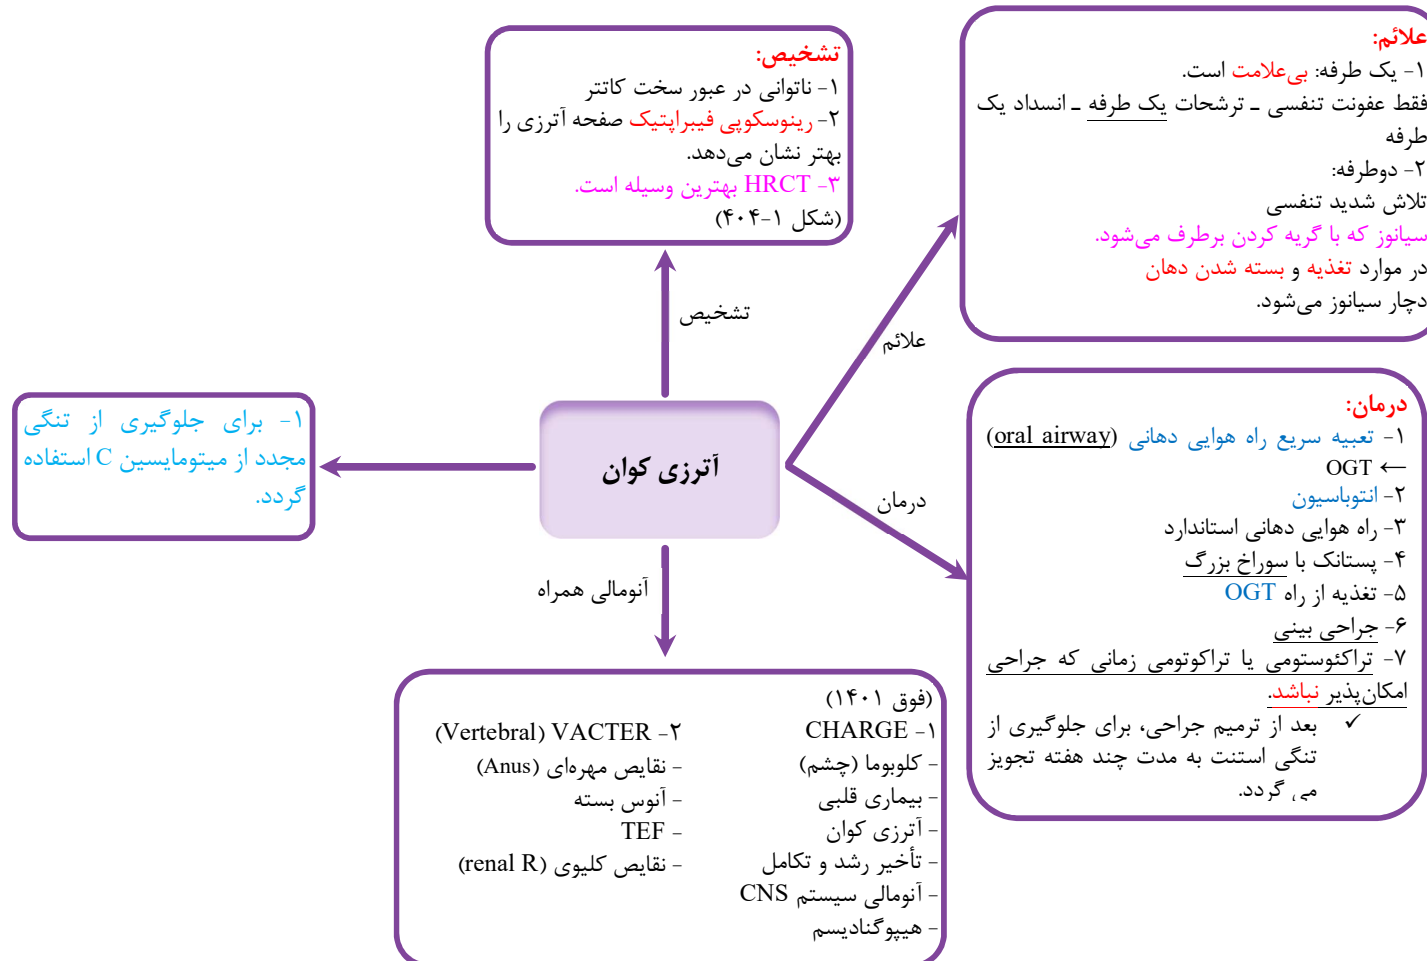 علائم:
۱- یک طرفه: بی‌علامت است.
فقط عفونت تنفسی ـ ترشحات یک طرفه ـ انسداد یک
طرفه
۲- دوطرفه:
تلاش شدید تنفسی
سیانوز که با گریه کردن برطرف می‌شود.
در موارد تغذیه و بسته شدن دهان
دچار سیانوز می‌شود.
تشخیص:
۱- ناتوانی در عبور سخت کاتتر
۲- رینوسکوپی فیبراپتیک صفحه آترزی را
بهتر نشان می‌دهد.
۳- HRCT بهترین وسیله است.
(شکل ۱-۴۰۴)
تشخیص
علائم
درمان:
۱- تعبیه سریع راه هوایی دهانی (oral airway)
← OGT
۲- انتوباسیون
۳- راه هوایی دهانی استاندارد
۴- پستانک با سوراخ بزرگ
۵- تغذیه از راه OGT
۶- جراحی بینی
۷- تراکئوستومی یا تراکوتومی زمانی که جراحی
امکان‌پذیر نباشد.
✓ بعد از ترمیم جراحی، برای جلوگیری از
تنگی استنت به مدت چند هفته تجویز
می گردد.
آترزی کوان
درمان
۱- برای جلوگیری از تنگی
مجدد از میتومایسین C استفاده
گردد.
آنومالی همراه
(فوق ۱۴۰۱)
۱- CHARGE
- کلوبوما (چشم)
- بیماری قلبی
- آترزی کوان
- تأخیر رشد و تکامل
- آنومالی سیستم CNS
- هیپوگنادیسم
۲- VACTER (Vertebral)
- نقایص مهره‌ای (Anus)
- آنوس بسته
- TEF
- نقایص کلیوی (renal R)